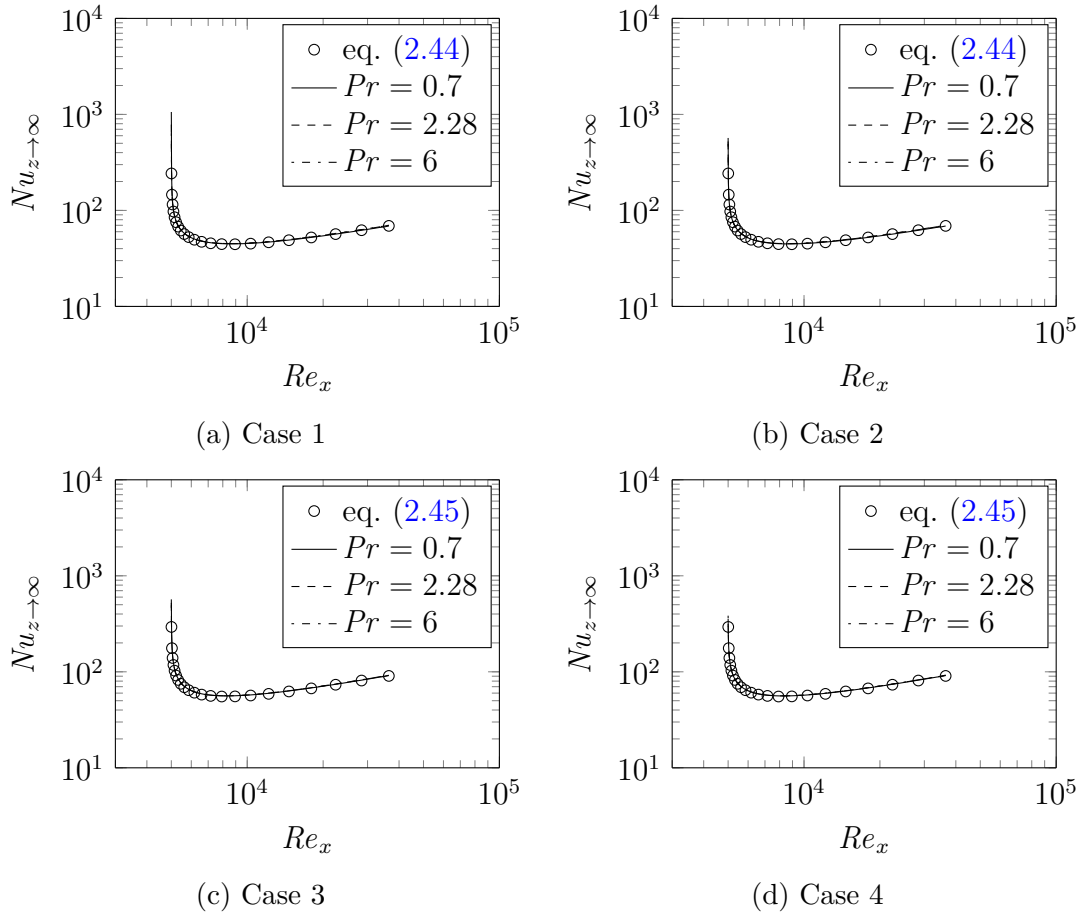 10^4
10^3
10^2
10^1
Nu_{z→∞}
eq. (2.44)
Pr = 0.7
Pr = 2.28
Pr = 6
10^4
10^5
Re_x
(a) Case 1
10^4
10^3
10^2
10^1
Nu_{z→∞}
eq. (2.44)
Pr = 0.7
Pr = 2.28
Pr = 6
10^4
10^5
Re_x
(b) Case 2
10^4
10^3
10^2
10^1
Nu_{z→∞}
eq. (2.45)
Pr = 0.7
Pr = 2.28
Pr = 6
10^4
10^5
Re_x
(c) Case 3
10^4
10^3
10^2
10^1
Nu_{z→∞}
eq. (2.45)
Pr = 0.7
Pr = 2.28
Pr = 6
10^4
10^5
Re_x
(d) Case 4